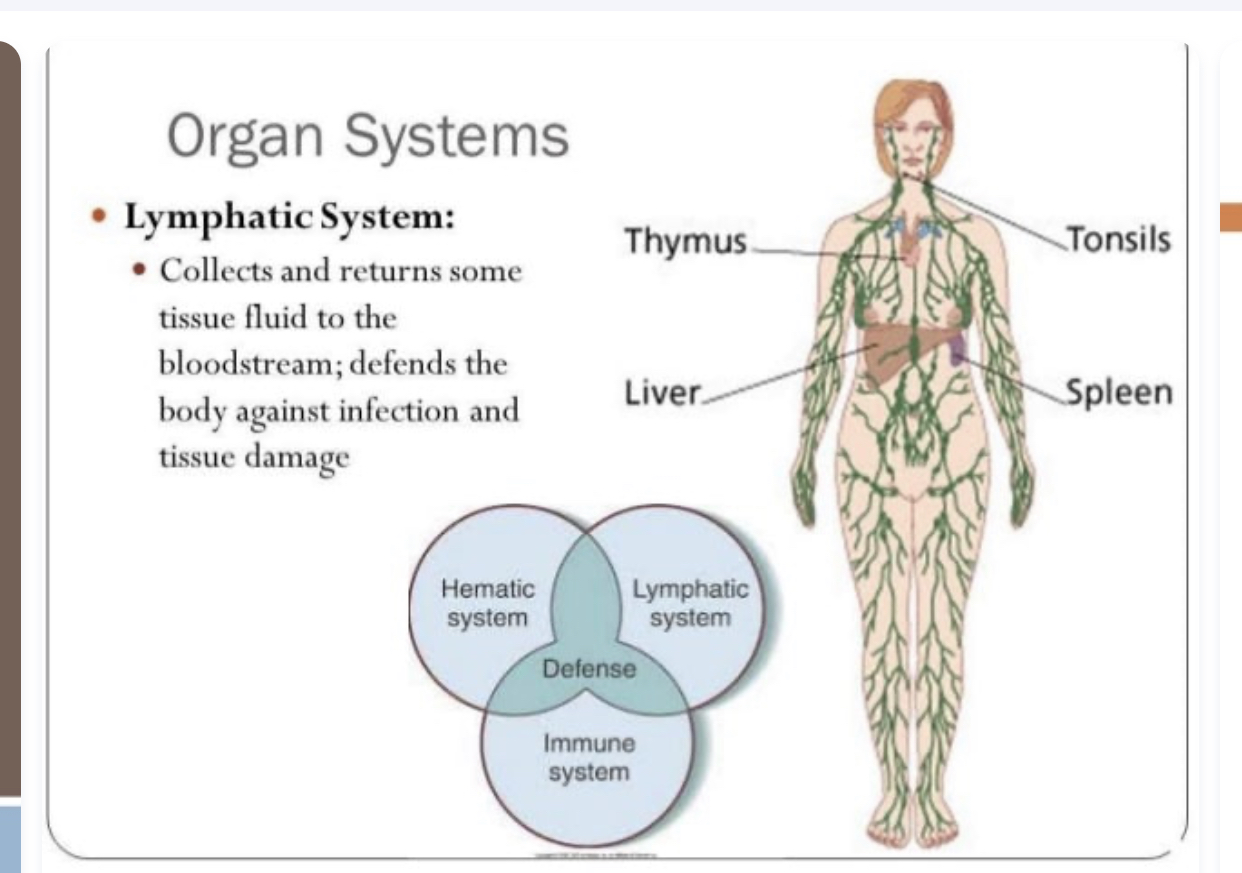 Organ Systems
• Lymphatic System:
• Collects and returns some
tissue fluid to the
bloodstream; defends the
body against infection and
tissue damage
Thymus
Tonsils
Liver
Spleen
Hematic
system
Lymphatic
system
Defense
Immune
system